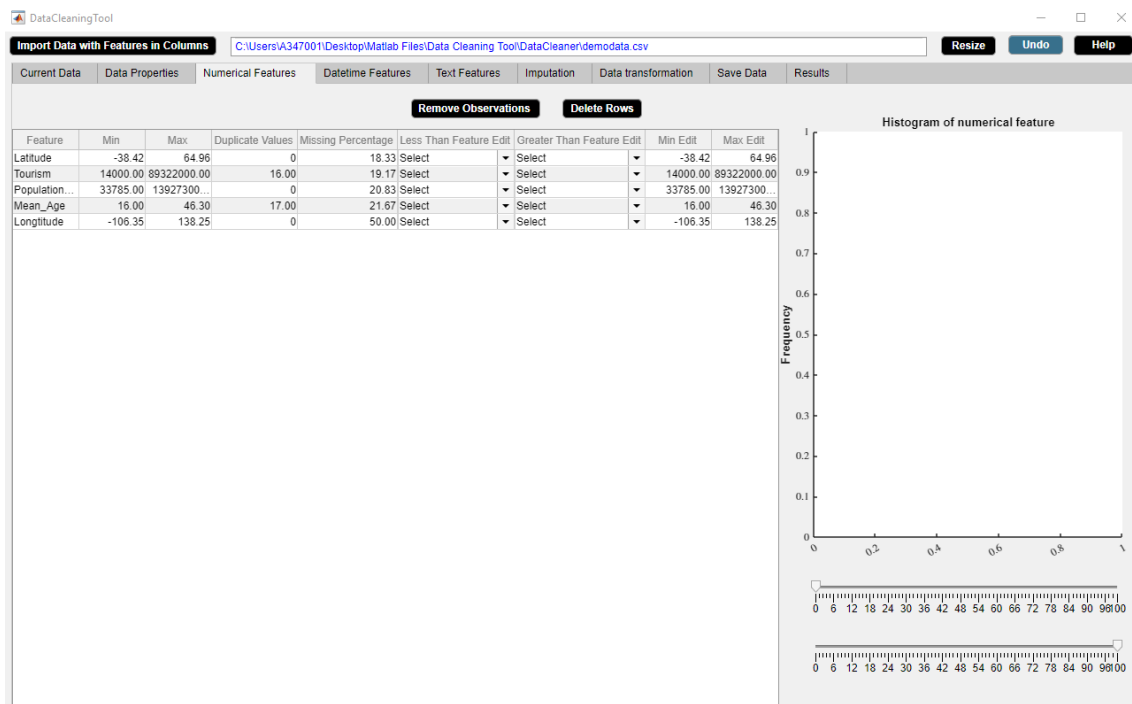 DataCleaningTool
Import Data with Features in Columns C:\Users\A347001\Desktop\Matlab Files\Data Cleaning Tool\DataCleaner\demodata.csv Resize Undo Help
Current Data Data Properties Numerical Features Datetime Features Text Features Imputation Data transformation Save Data Results
Remove Observations Delete Rows
Feature Min Max Duplicate Values Missing Percentage Less Than Feature Edit Greater Than Feature Edit Min Edit Max Edit
Latitude -38.42 64.96 0 18.33 Select Select -38.42 64.96
Tourism 14000.00 89322000.00 16.00 19.17 Select Select 14000.00 89322000.00
Population... 33785.00 13927300... 0 20.83 Select Select 33785.00 13927300...
Mean_Age 16.00 46.30 17.00 21.67 Select Select 16.00 46.30
Longtitude -106.35 138.25 0 50.00 Select Select -106.35 138.25
Histogram of numerical feature
1
0.9
0.8
0.7
0.6
0.5
0.4
0.3
0.2
0.1
0
Frequency
0 0.2 0.4 0.6 0.8 1
0 6 12 18 24 30 36 42 48 54 60 66 72 78 84 90 96 100
0 6 12 18 24 30 36 42 48 54 60 66 72 78 84 90 96 100